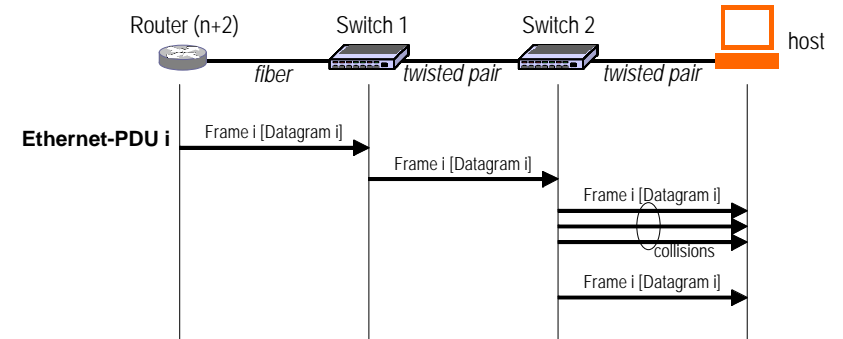 Router (n+2)
Switch 1
Switch 2
host
fiber
twisted pair
twisted pair
Ethernet-PDU i
Frame i [Datagram i]
Frame i [Datagram i]
Frame i [Datagram i]
collisions
Frame i [Datagram i]